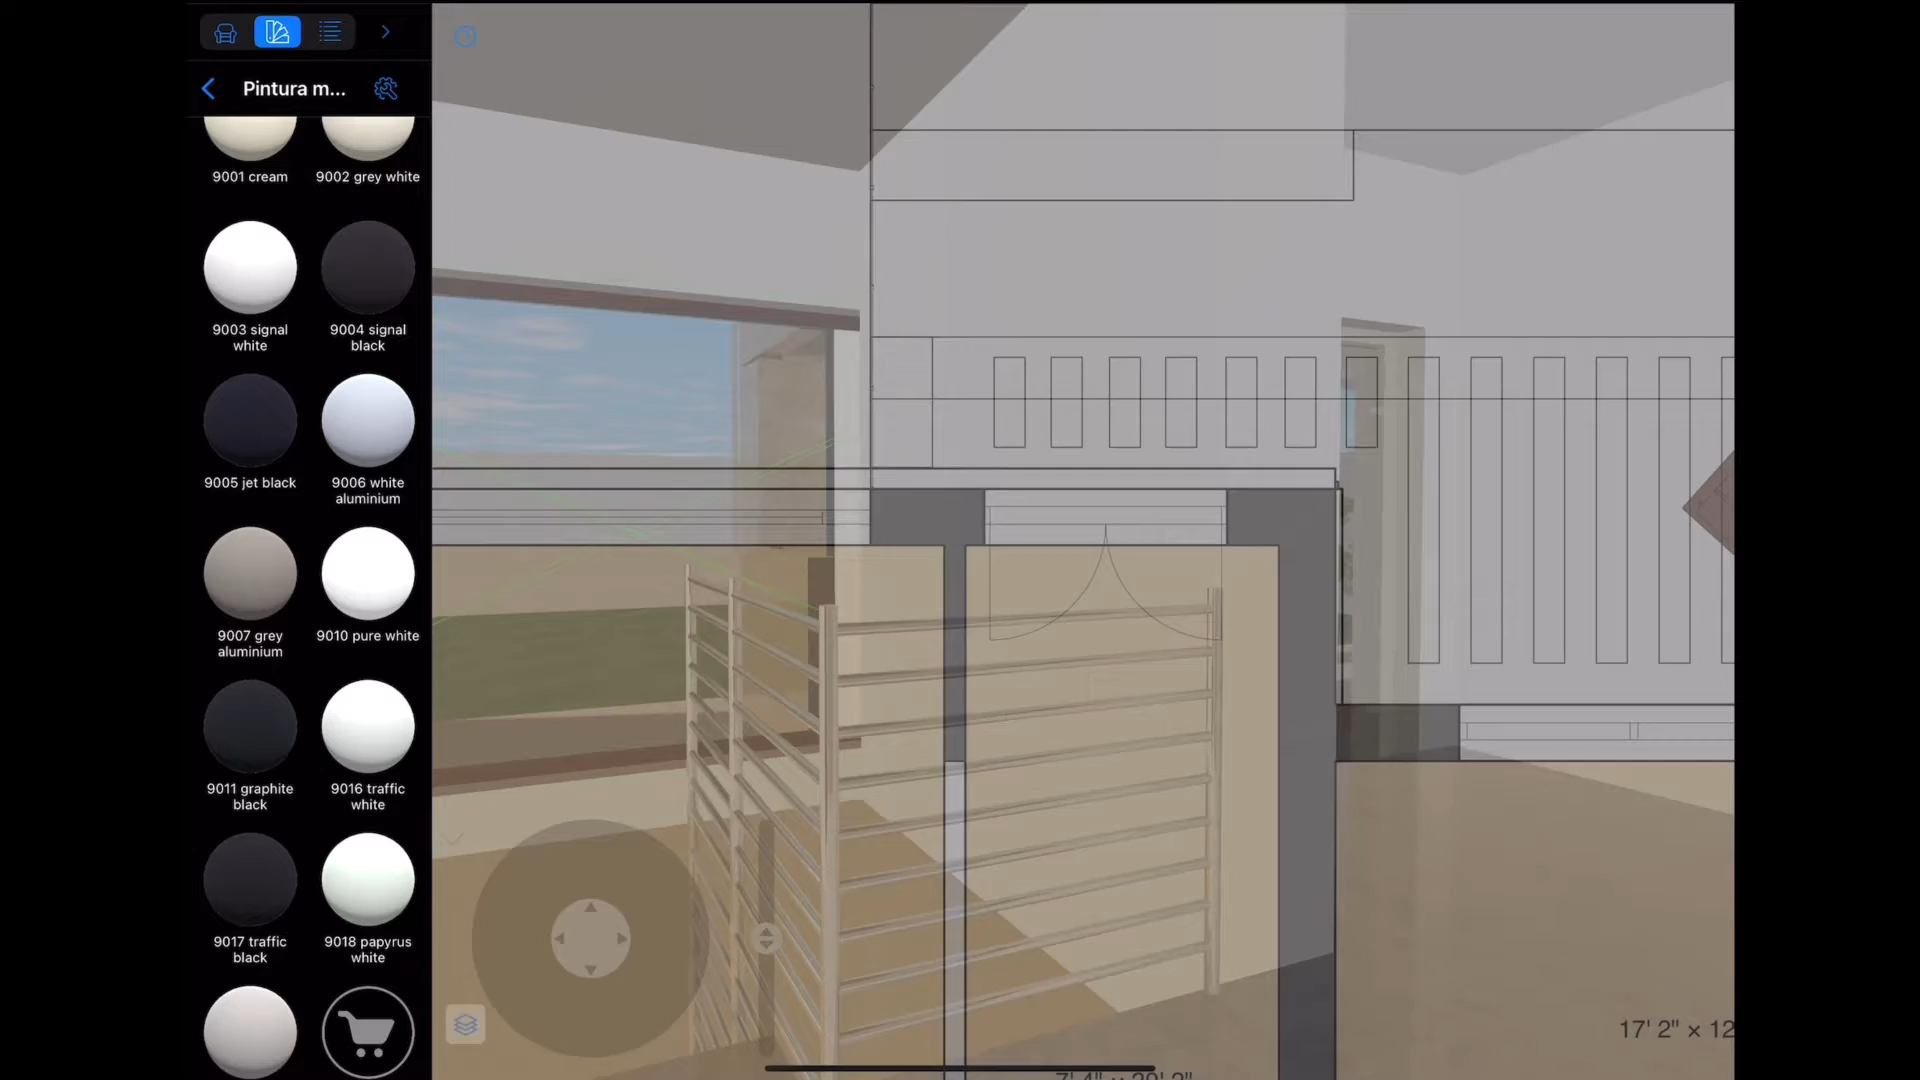 Pintura m...
9001 cream
9002 grey white
9003 signal
white
9004 signal
black
9005 jet black
9006 white
aluminium
9007 grey
aluminium
9010 pure white
9011 graphite
black
9016 traffic
white
9017 traffic
black
9018 papyrus
white
17' 2" × 12